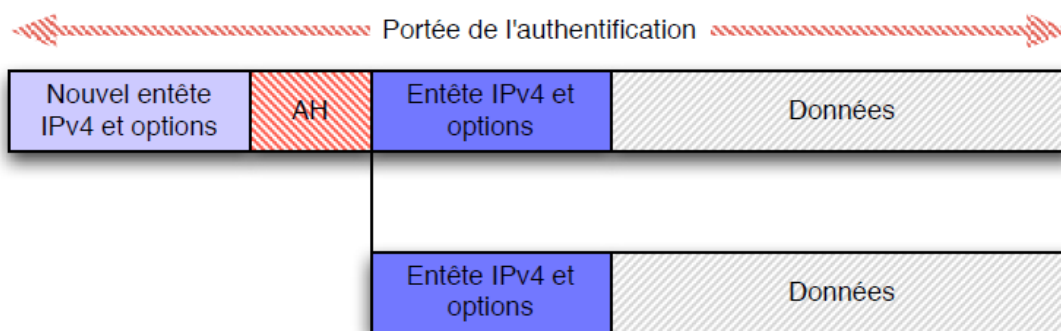 Portée de l'authentification
Nouvel entête
IPv4 et options
AH
Entête IPv4 et
options
Données
Entête IPv4 et
options
Données